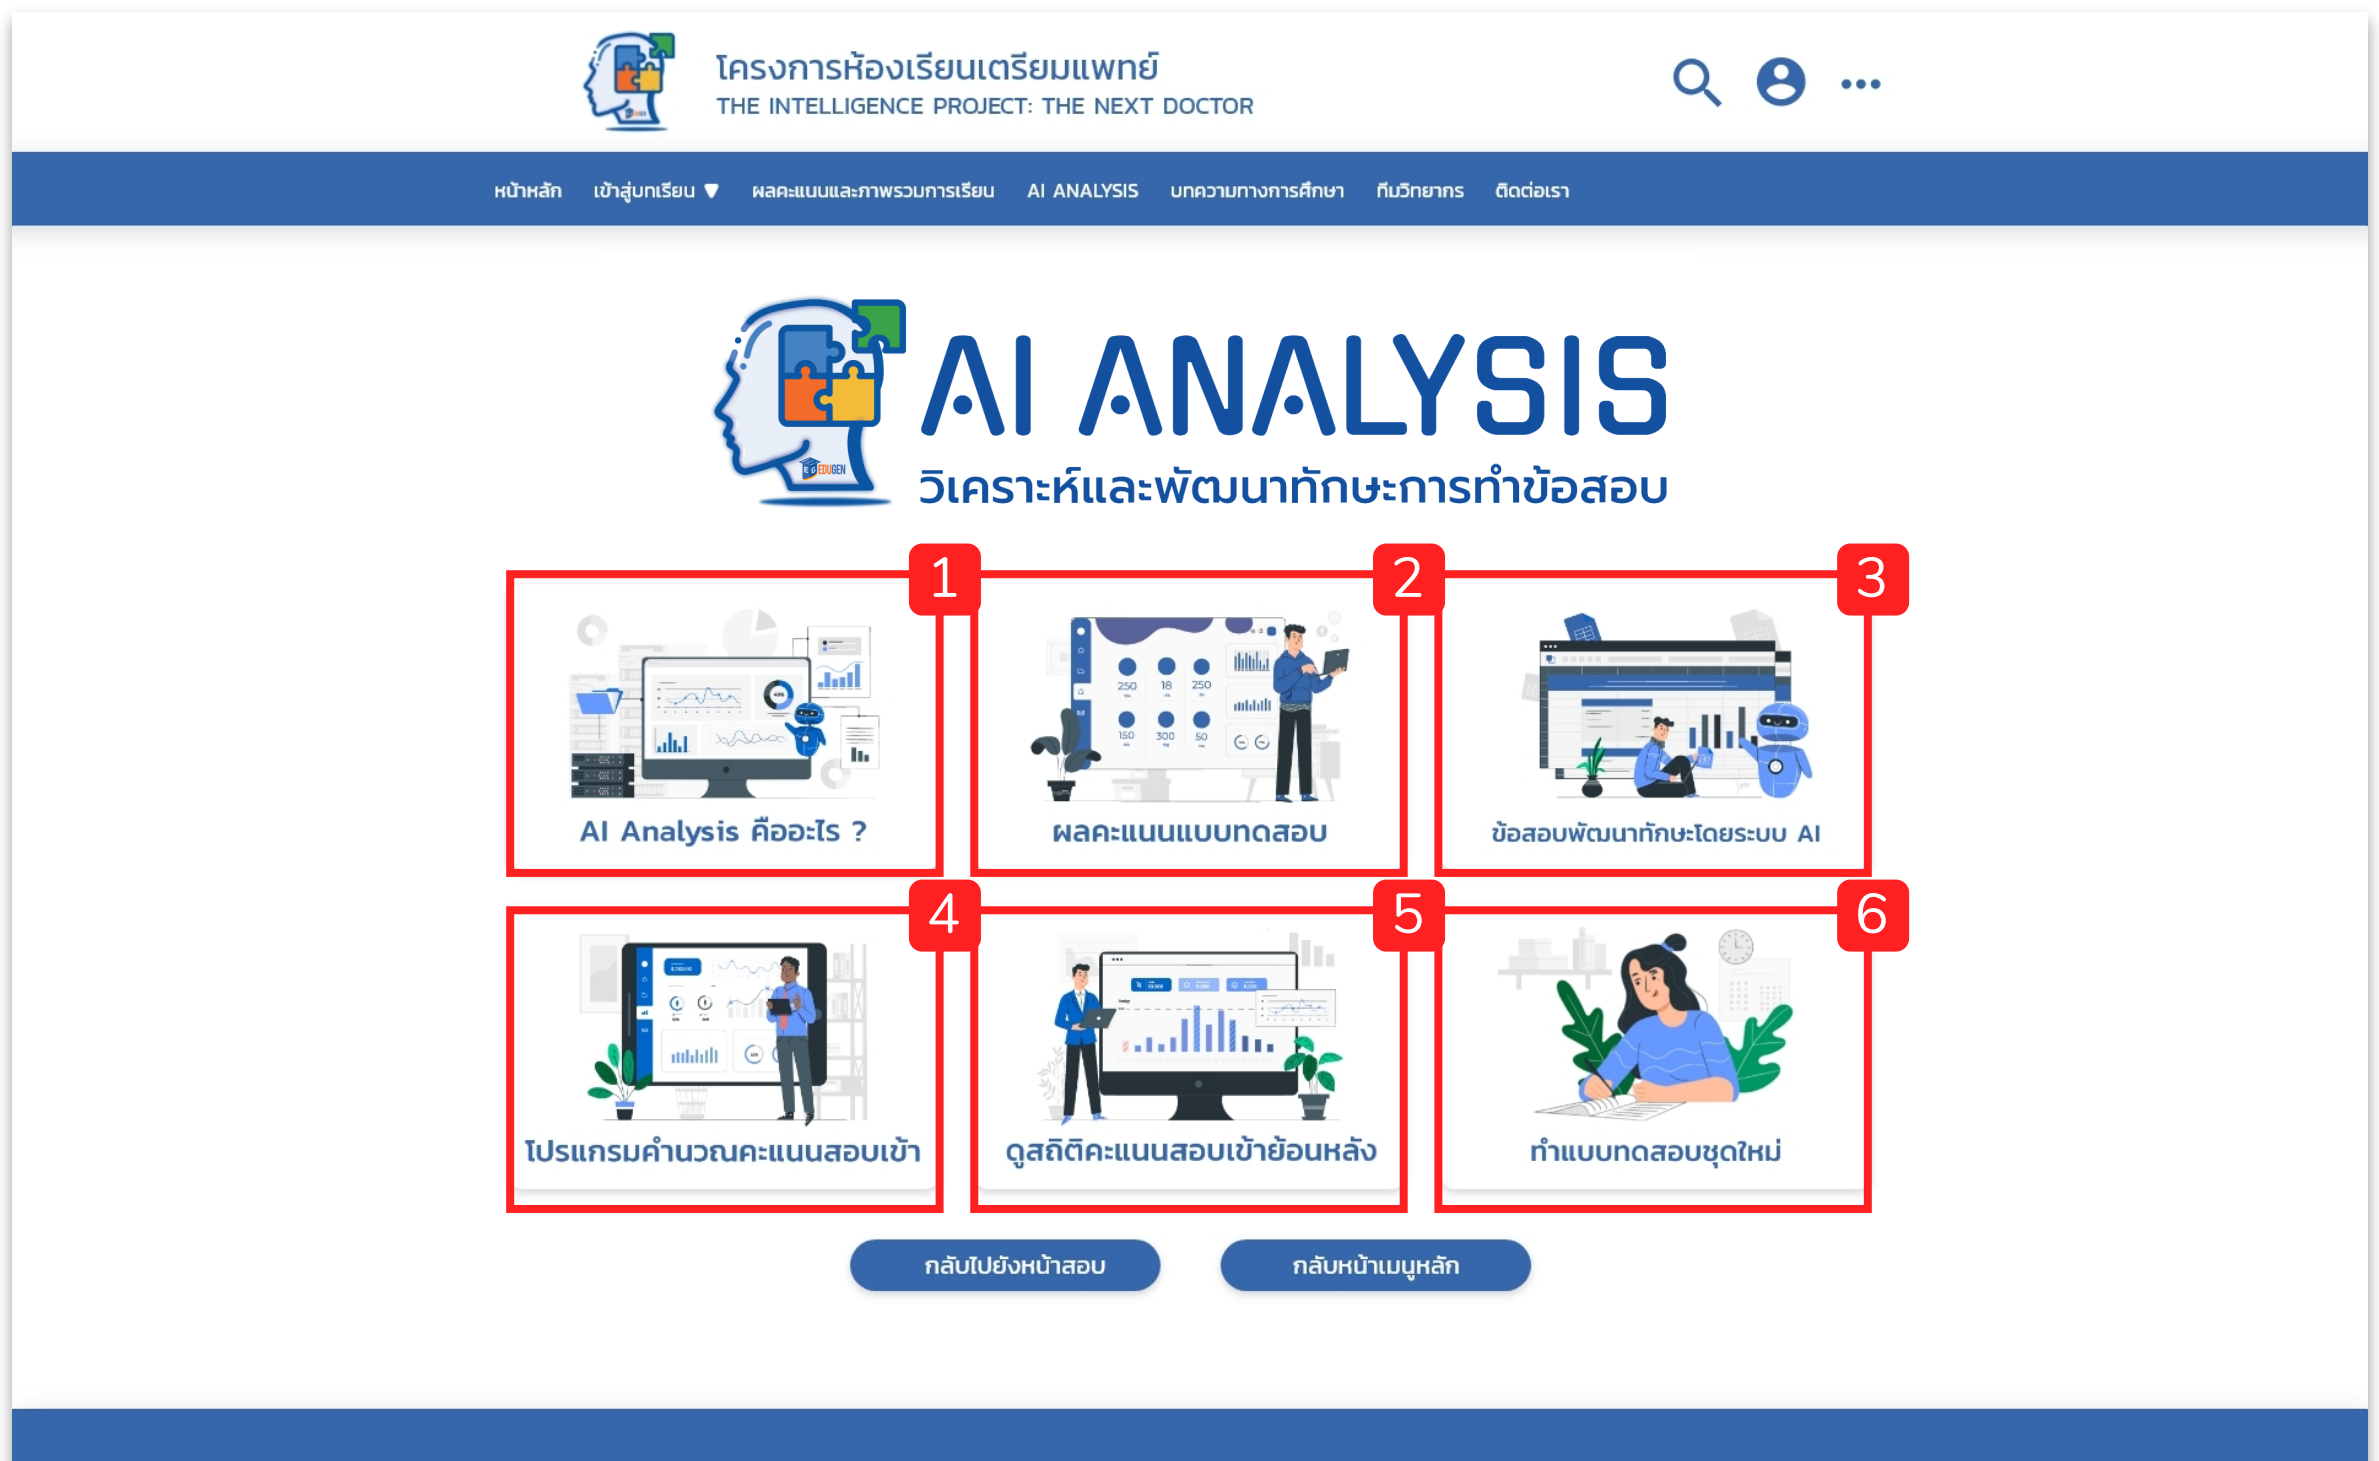 โครงการห้องเรียนเตรียมแพทย์
THE INTELLIGENCE PROJECT: THE NEXT DOCTOR
หน้าหลัก เข้าสู่บทเรียน ▼ ผลคะแนนและภาพรวมการเรียน AI ANALYSIS บทความทางการศึกษา ทีมวิทยากร ติดต่อเรา
AI ANALYSIS
EDUGEN
วิเคราะห์และพัฒนาทักษะการทำข้อสอบ
1
2
3
250 18 250
150 300 50
AI Analysis คืออะไร ?
ผลคะแนนแบบทดสอบ
ข้อสอบพัฒนาทักษะโดยระบบ AI
4
5
6
โปรแกรมคำนวณคะแนนสอบเข้า
ดูสถิติคะแนนสอบเข้าย้อนหลัง
ทำแบบทดสอบชุดใหม่
กลับไปยังหน้าสอบ
กลับหน้าเมนูหลัก